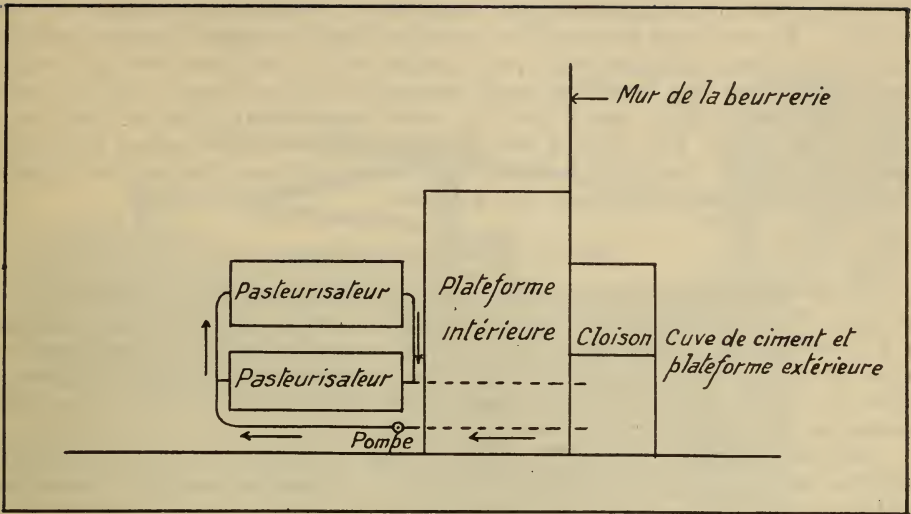 Mur de la beurrerie
Pasteurisateur
Plateforme
intérieure
Cloison
Cuve de ciment et
plateforme extérieure
Pasteurisateur
Pompe